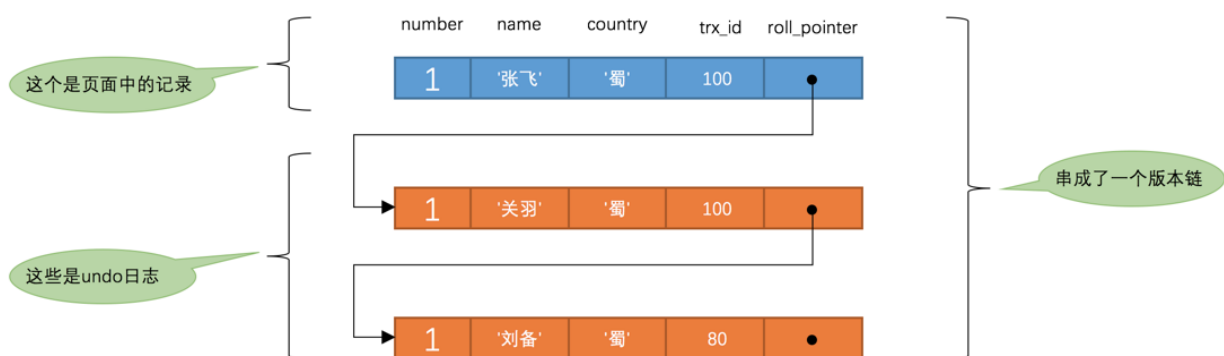 number name country trx_id roll_pointer
这个是页面中的记录
1 '张飞' '蜀' 100
串成了一个版本链
1 '关羽' '蜀' 100
这些是undo日志
1 '刘备' '蜀' 80